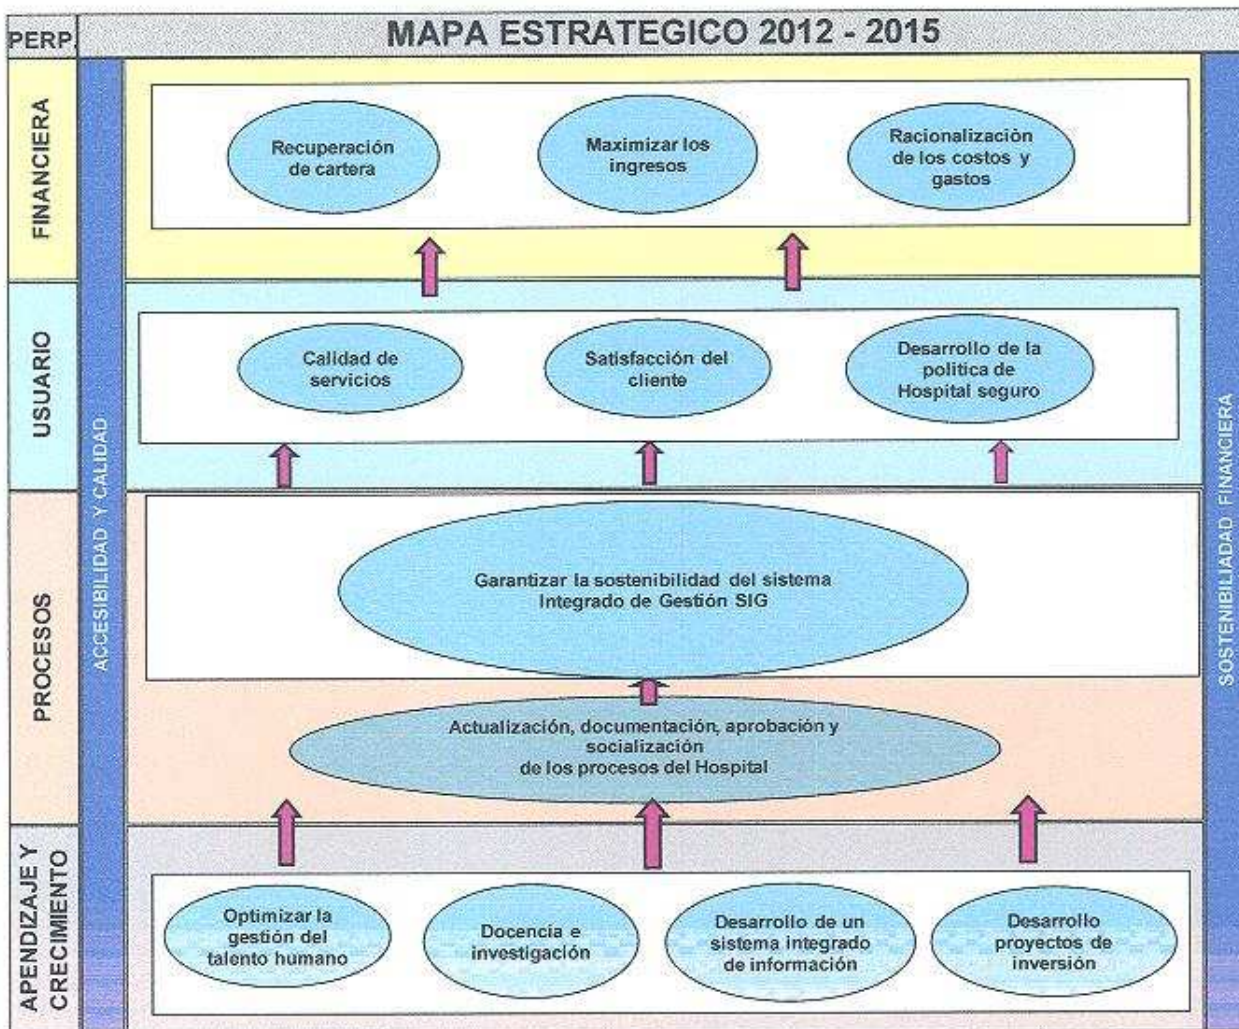 PERP.
MAPA ESTRATEGICO 2012 - 2015
FINANCIERA
Recuperación
de cartera
Maximizar los
ingresos
Racionalizaciòn
de los costos y
gastos
USUARIO
Calidad de
servicios
Satisfacción del
cliente
Desarrollo de la
politica de
Hospital seguro
ACCESIBILIDAD Y CALIDAD
SOSTENIBILIADAD FINANCIERA
PROCESOS
Garantizar la sostenibilidad del sistema
Integrado de Gestión SIG
Actualización, documentación, aprobación y
socialización
de los procesos del Hospital
APENDIZAJE Y
CRECIMIENTO
Optimizar la
gestión del
talento humano
Docencia e
investigación
Desarrollo de un
sistema integrado
de información
Desarrollo
proyectos de
inversión